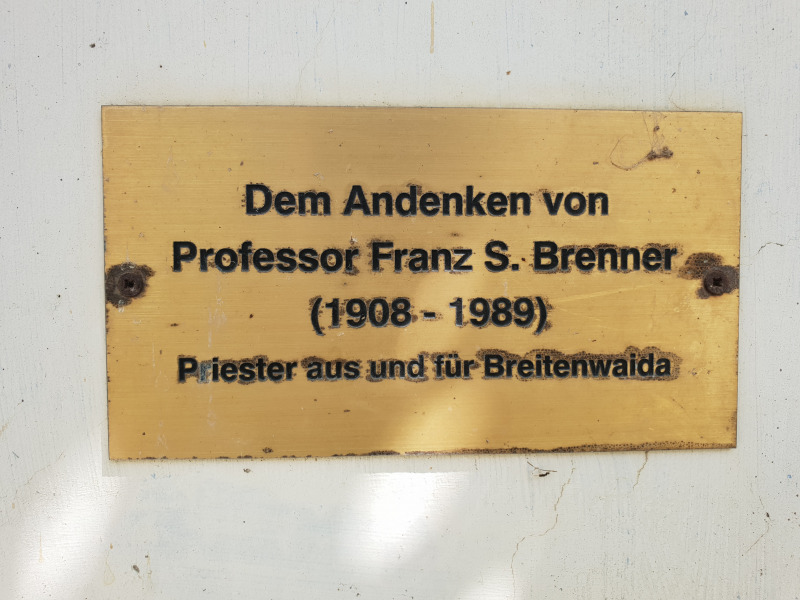 Dem Andenken von
Professor Franz S. Brenner
(1908 - 1989)
Priester aus und für Breitenwaida